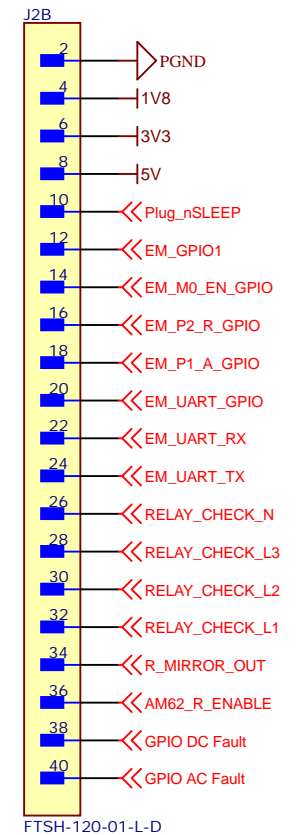 J2B
2 PGND
4 1V8
6 3V3
8 5V
10 Plug_nSLEEP
12 EM_GPIO1
14 EM_M0_EN_GPIO
16 EM_P2_R_GPIO
18 EM_P1_A_GPIO
20 EM_UART_GPIO
22 EM_UART_RX
24 EM_UART_TX
26 RELAY_CHECK_N
28 RELAY_CHECK_L3
30 RELAY_CHECK_L2
32 RELAY_CHECK_L1
34 R_MIRROR_OUT
36 AM62_R_ENABLE
38 GPIO DC Fault
40 GPIO AC Fault
FTSH-120-01-L-D